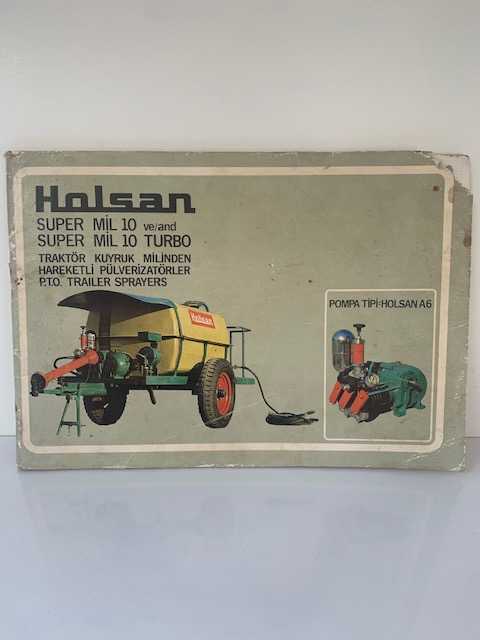 Holsan
SUPER MİL 10 ve/and
SUPER MİL 10 TURBO
TRAKTÖR KUYRUK MİLİNDEN
HAREKETLİ PÜLVERİZATÖRLER
P.T.O. TRAILER SPRAYERS
Holsan
POMPA TİPİ:HOLSAN A6